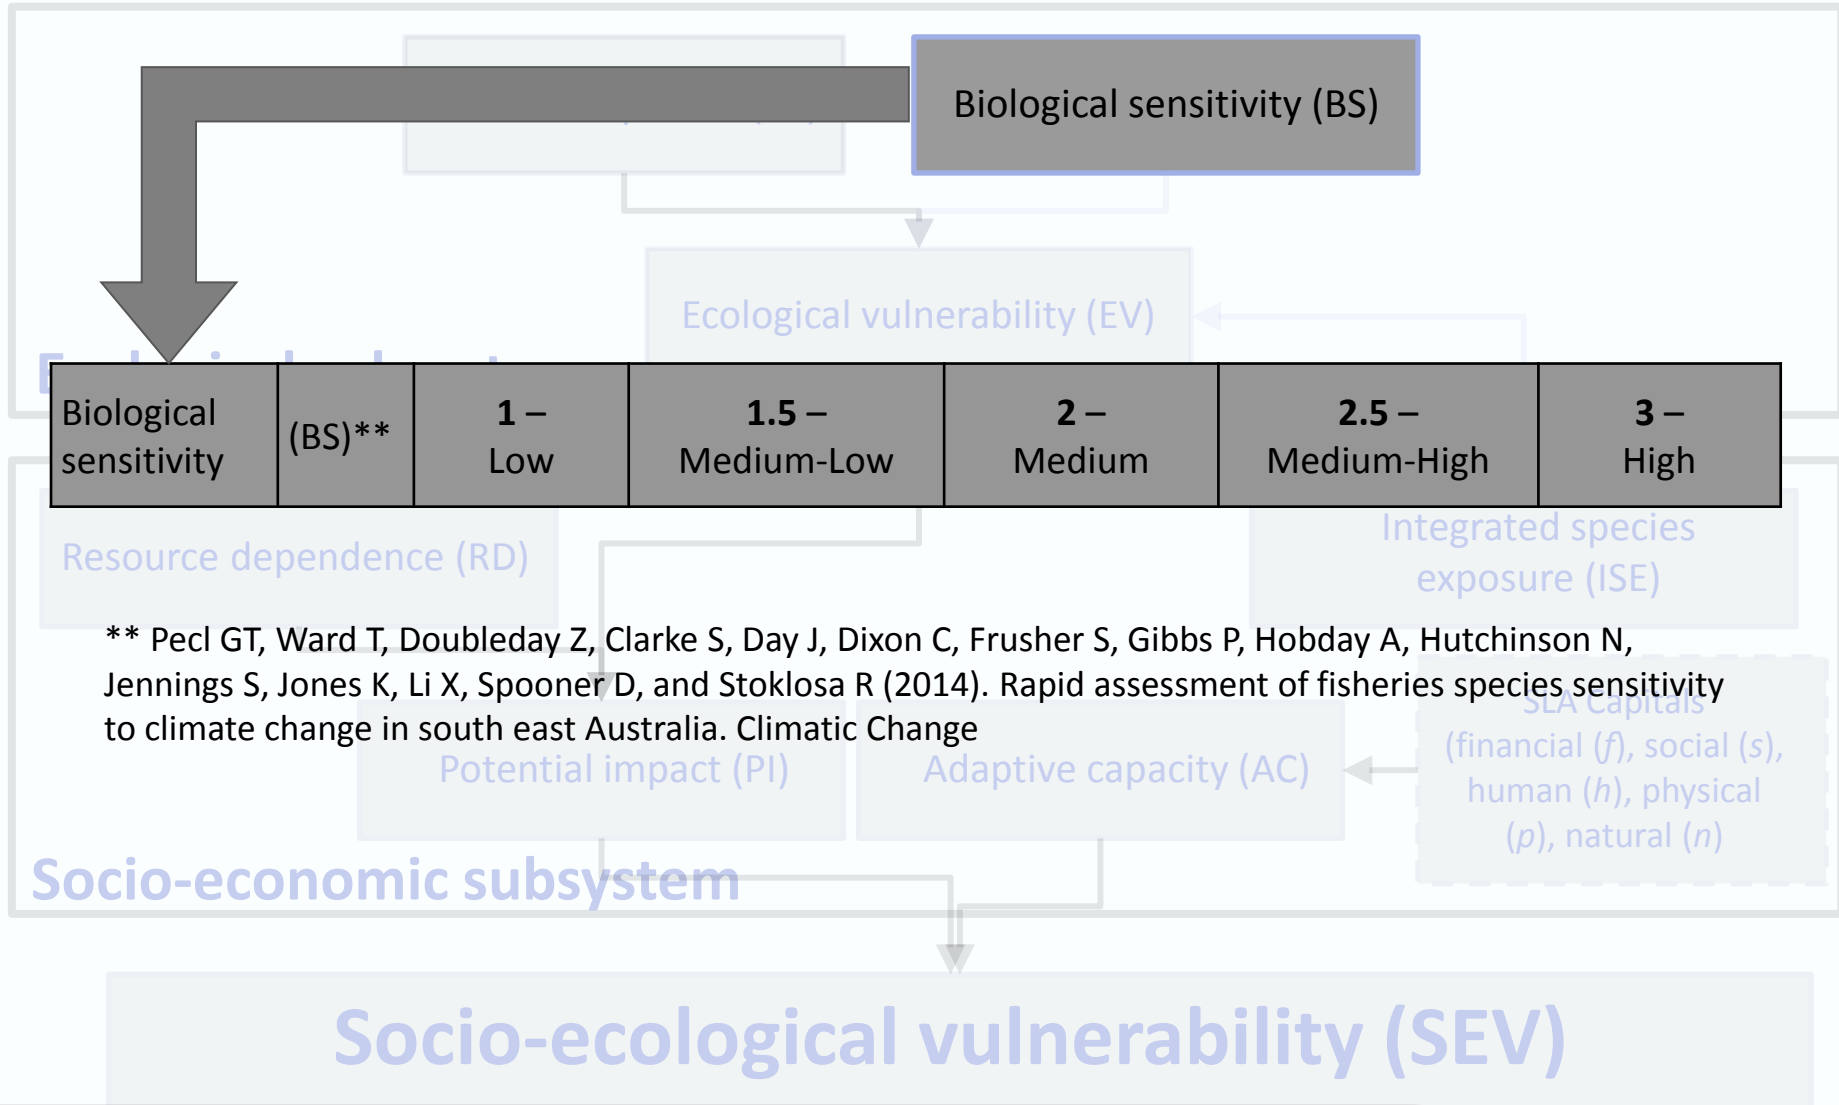 Biological sensitivity (BS)
Ecological vulnerability (EV)
Biological
sensitivity
(BS)**
1 –
Low
1.5 –
Medium-Low
2 –
Medium
2.5 –
Medium-High
3 –
High
Resource dependence (RD)
Integrated species
exposure (ISE)
** Pecl GT, Ward T, Doubleday Z, Clarke S, Day J, Dixon C, Frusher S, Gibbs P, Hobday A, Hutchinson N,
Jennings S, Jones K, Li X, Spooner D, and Stoklosa R (2014). Rapid assessment of fisheries species sensitivity
to climate change in south east Australia. Climatic Change
Potential impact (PI)
Adaptive capacity (AC)
SLA Capitals
(financial (f), social (s),
human (h), physical
(p), natural (n)
Socio-economic subsystem
Socio-ecological vulnerability (SEV)